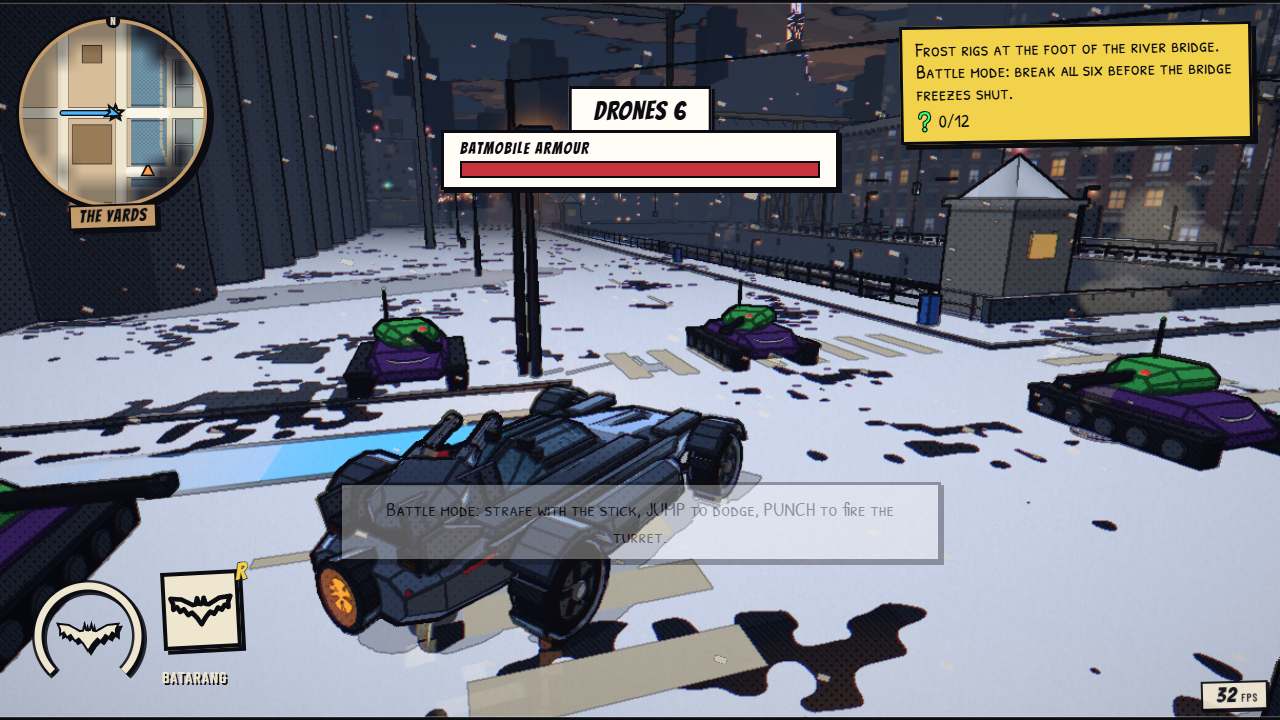 N
THE YARDS
DRONES 6
BATMOBILE ARMOUR
FROST RIGS AT THE FOOT OF THE RIVER BRIDGE.
BATTLE MODE: BREAK ALL SIX BEFORE THE BRIDGE
FREEZES SHUT.
? 0/12
BATTLE MODE: STRAFE WITH THE STICK, JUMP TO DODGE, PUNCH TO FIRE THE
TURRET.
R
BATARANG
32 FPS